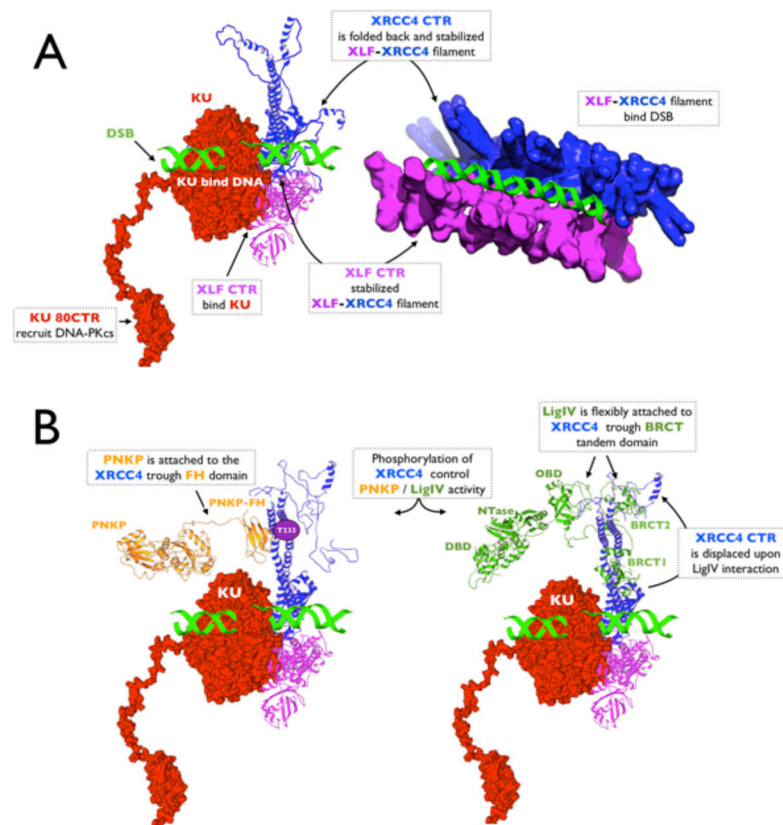 A
XRCC4 CTR
is folded back and stabilized
XLF-XRCC4 filament
KU
XLF-XRCC4 filament
bind DSB
DSB
KU bind DNA
XLF CTR
bind KU
XLF CTR
stabilized
XLF-XRCC4 filament
KU 80CTR
recruit DNA-PKcs
B
PNKP is attached to the
XRCC4 trough FH domain
Phosphorylation of
XRCC4 control
PNKP / LigIV activity
LigIV is flexibly attached to
XRCC4 trough BRCT
tandem domain
PNKP
PNKP-FH
T233
OBD
NTase
DBD
BRCT2
BRCT1
XRCC4 CTR
is displaced upon
LigIV interaction
KU
KU